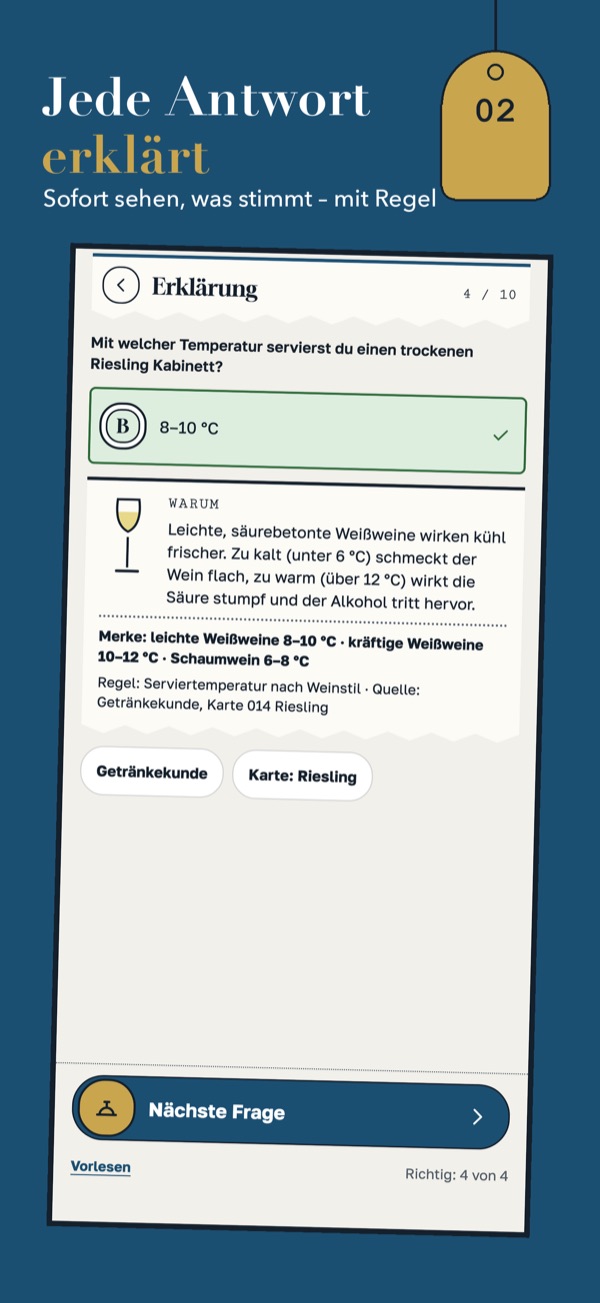 Jede Antwort
erklärt
Sofort sehen, was stimmt – mit Regel
02
Erklärung
4 / 10
Mit welcher Temperatur servierst du einen trockenen
Riesling Kabinett?
B 8–10 °C
WARUM
Leichte, säurebetonte Weißweine wirken kühl
frischer. Zu kalt (unter 6 °C) schmeckt der
Wein flach, zu warm (über 12 °C) wirkt die
Säure stumpf und der Alkohol tritt hervor.
Merke: leichte Weißweine 8–10 °C · kräftige Weißweine
10–12 °C · Schaumwein 6–8 °C
Regel: Serviertemperatur nach Weinstil · Quelle:
Getränkekunde, Karte 014 Riesling
Getränkekunde
Karte: Riesling
Nächste Frage
Vorlesen
Richtig: 4 von 4